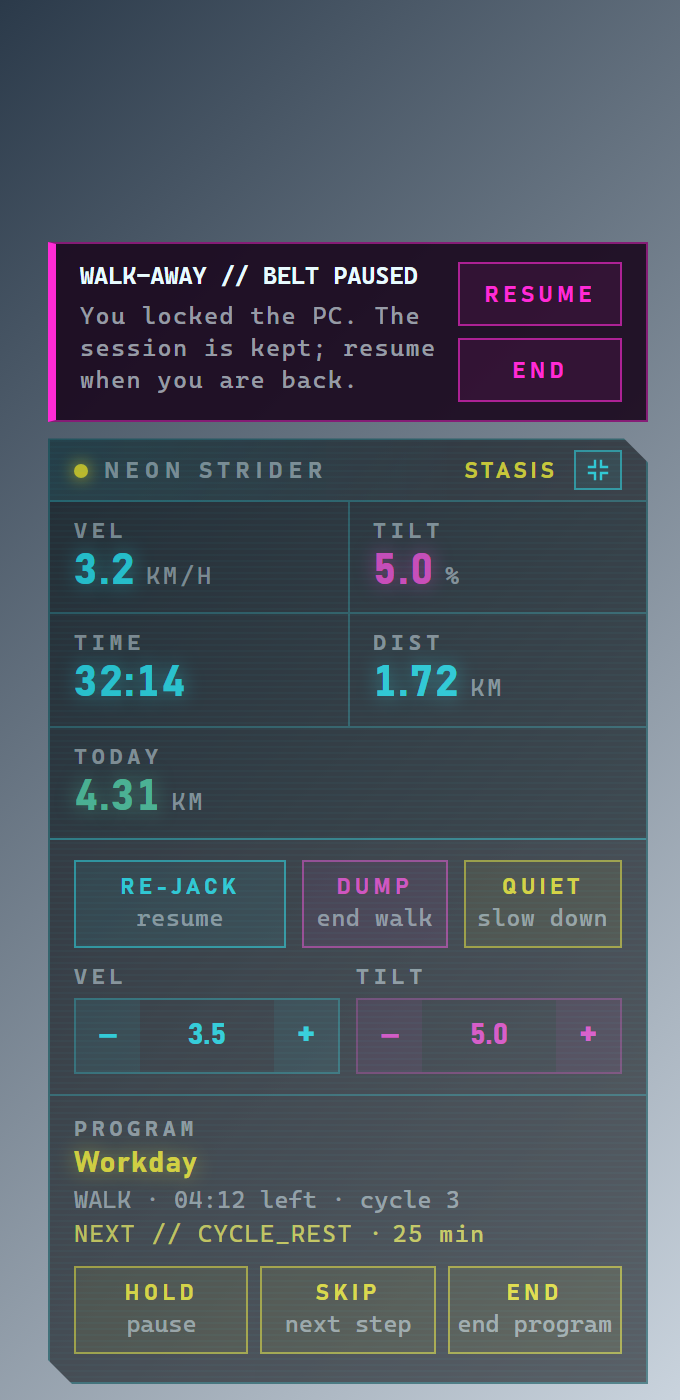 WALK-AWAY // BELT PAUSED
You locked the PC. The
session is kept; resume
when you are back.
RESUME
END
NEON STRIDER
STASIS
VEL
3.2 KM/H
TILT
5.0 %
TIME
32:14
DIST
1.72 KM
TODAY
4.31 KM
RE-JACK
resume
DUMP
end walk
QUIET
slow down
VEL
− 3.5 +
TILT
− 5.0 +
PROGRAM
Workday
WALK · 04:12 left · cycle 3
NEXT // CYCLE_REST · 25 min
HOLD
pause
SKIP
next step
END
end program